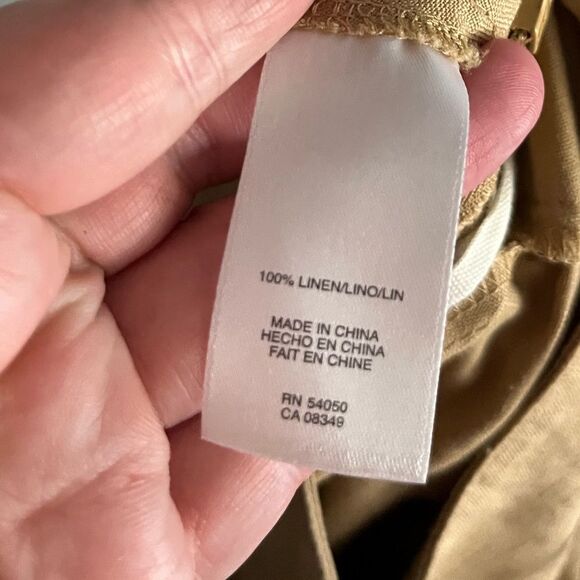 100% LINEN/LINO/LIN
MADE IN CHINA
HECHO EN CHINA
FAIT EN CHINE
RN 54050
CA 08349